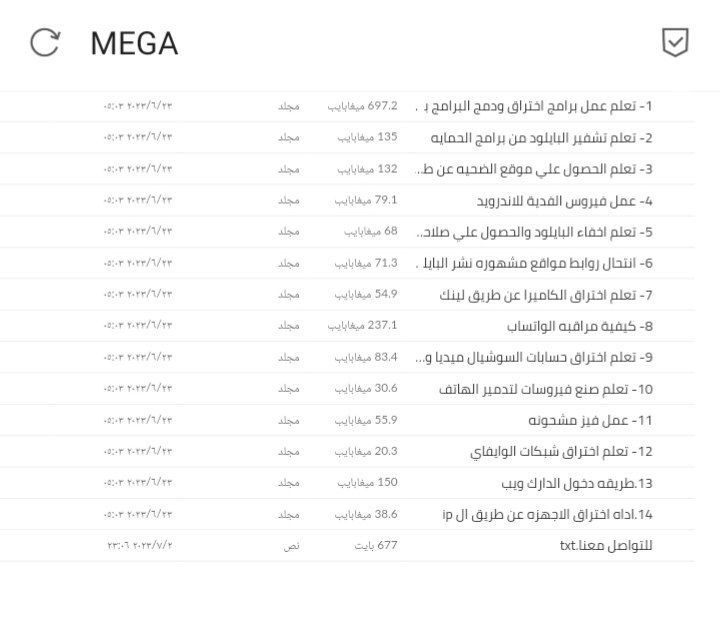 MEGA
1- تعلم عمل برامج اختراق ودمج البرامج بـ . 697.2 ميغابايب مجلد ٢٠٢٣/٦/٢٣ ٠٥:٠٣
2- تعلم تشفير البايلود من برامج الحمايه 135 ميغابايب مجلد ٢٠٢٣/٦/٢٣ ٠٥:٠٣
3- تعلم الحصول علي موقع الضحيه عن ط... 132 ميغابايب مجلد ٢٠٢٣/٦/٢٣ ٠٥:٠٣
4- عمل فيروس الفدية للاندرويد 79.1 ميغابايب مجلد ٢٠٢٣/٦/٢٣ ٠٥:٠٣
5- تعلم اخفاء البايلود والحصول علي صلاحـ.. 68 ميغابايب مجلد ٢٠٢٣/٦/٢٣ ٠٥:٠٣
6- انتحال روابط مواقع مشهوره نشر البايلـ . 71.3 ميغابايب مجلد ٢٠٢٣/٦/٢٣ ٠٥:٠٣
7- تعلم اختراق الكاميرا عن طريق لينك 54.9 ميغابايب مجلد ٢٠٢٣/٦/٢٣ ٠٥:٠٣
8- كيفية مراقبه الواتساب 237.1 ميغابايب مجلد ٢٠٢٣/٦/٢٣ ٠٥:٠٣
9- تعلم اختراق حسابات السوشيال ميديا و... 83.4 ميغابايب مجلد ٢٠٢٣/٦/٢٣ ٠٥:٠٣
10- تعلم صنع فيروسات لتدمير الهاتف 30.6 ميغابايب مجلد ٢٠٢٣/٦/٢٣ ٠٥:٠٣
11- عمل فيز مشحونه 55.9 ميغابايب مجلد ٢٠٢٣/٦/٢٣ ٠٥:٠٣
12- تعلم اختراق شبكات الوايفاي 20.3 ميغابايب مجلد ٢٠٢٣/٦/٢٣ ٠٥:٠٣
13.طريقه دخول الدارك ويب 150 ميغابايب مجلد ٢٠٢٣/٦/٢٣ ٠٥:٠٣
14.اداه اختراق الاجهزه عن طريق ال ip 38.6 ميغابايب مجلد ٢٠٢٣/٦/٢٣ ٠٥:٠٣
للتواصل معنا.txt 677 بايت نص ٢٠٢٣/٧/٢ ٢٣:٠٦